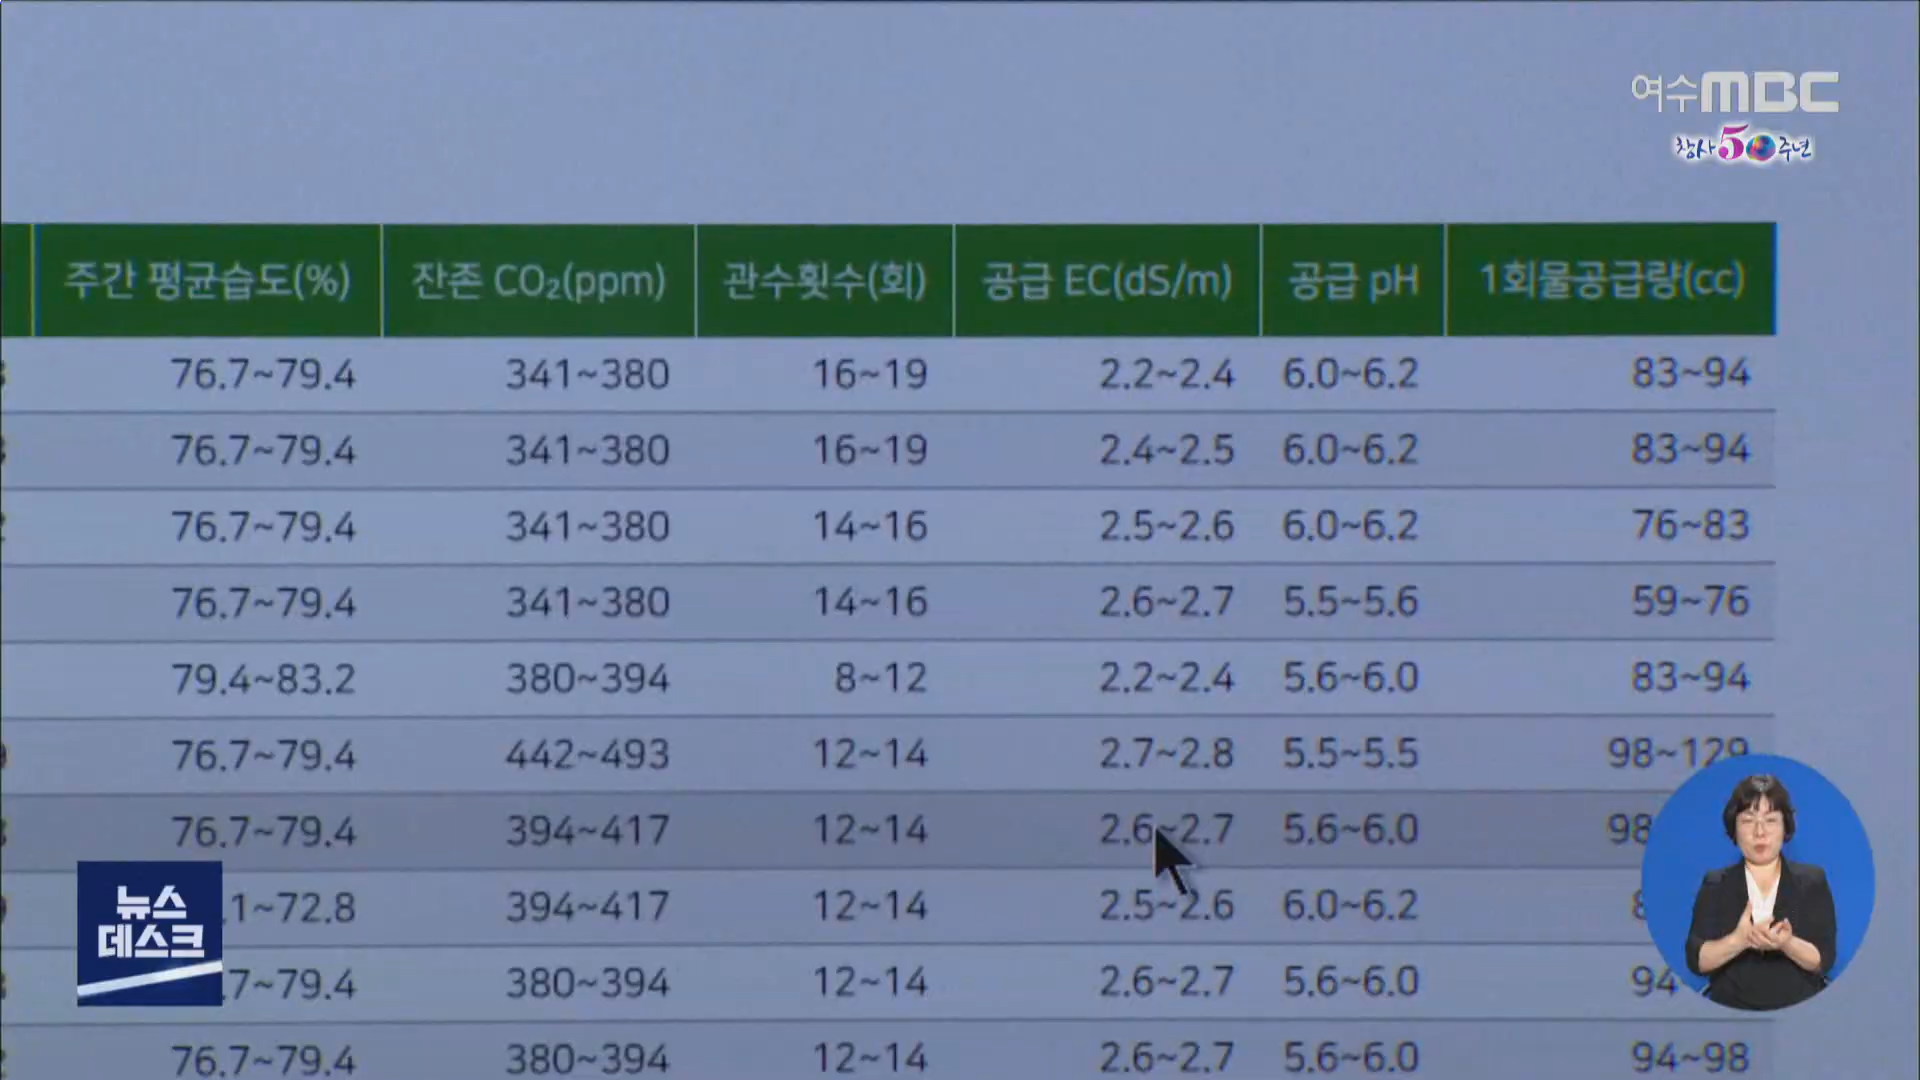 여수MBC
창사50주년
주간 평균습도(%) 잔존 CO₂(ppm) 관수횟수(회) 공급 EC(dS/m) 공급 pH 1회물공급량(cc)
76.7~79.4 341~380 16~19 2.2~2.4 6.0~6.2 83~94
76.7~79.4 341~380 16~19 2.4~2.5 6.0~6.2 83~94
76.7~79.4 341~380 14~16 2.5~2.6 6.0~6.2 76~83
76.7~79.4 341~380 14~16 2.6~2.7 5.5~5.6 59~76
79.4~83.2 380~394 8~12 2.2~2.4 5.6~6.0 83~94
76.7~79.4 442~493 12~14 2.7~2.8 5.5~5.5 98~129
76.7~79.4 394~417 12~14 2.6~2.7 5.6~6.0 98
.1~72.8 394~417 12~14 2.5~2.6 6.0~6.2
.7~79.4 380~394 12~14 2.6~2.7 5.6~6.0 94
76.7~79.4 380~394 12~14 2.6~2.7 5.6~6.0 94~98
뉴스
데스크